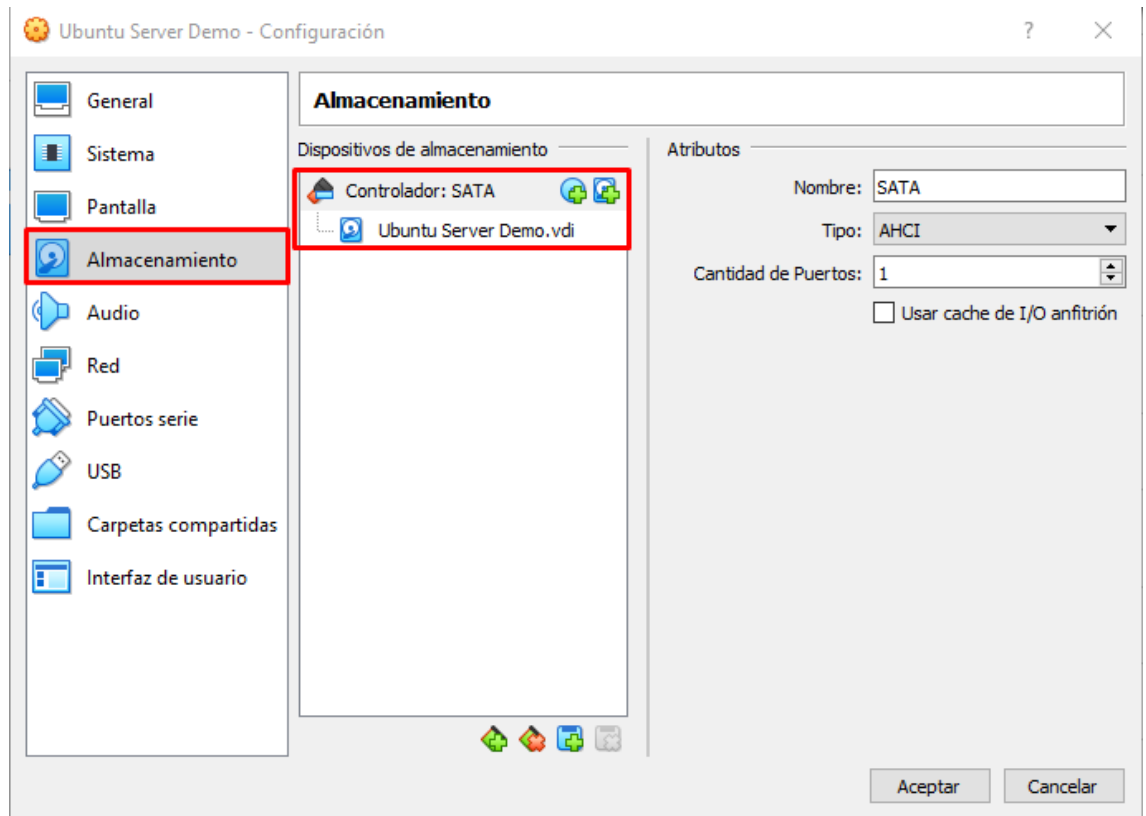 Ubuntu Server Demo - Configuración
?
General
Sistema
Pantalla
Almacenamiento
Audio
Red
Puertos serie
USB
Carpetas compartidas
Interfaz de usuario
Almacenamiento
Dispositivos de almacenamiento
Controlador: SATA
Ubuntu Server Demo.vdi
Atributos
Nombre: SATA
Tipo: AHCI
Cantidad de Puertos: 1
Usar cache de I/O anfitrión
Aceptar
Cancelar